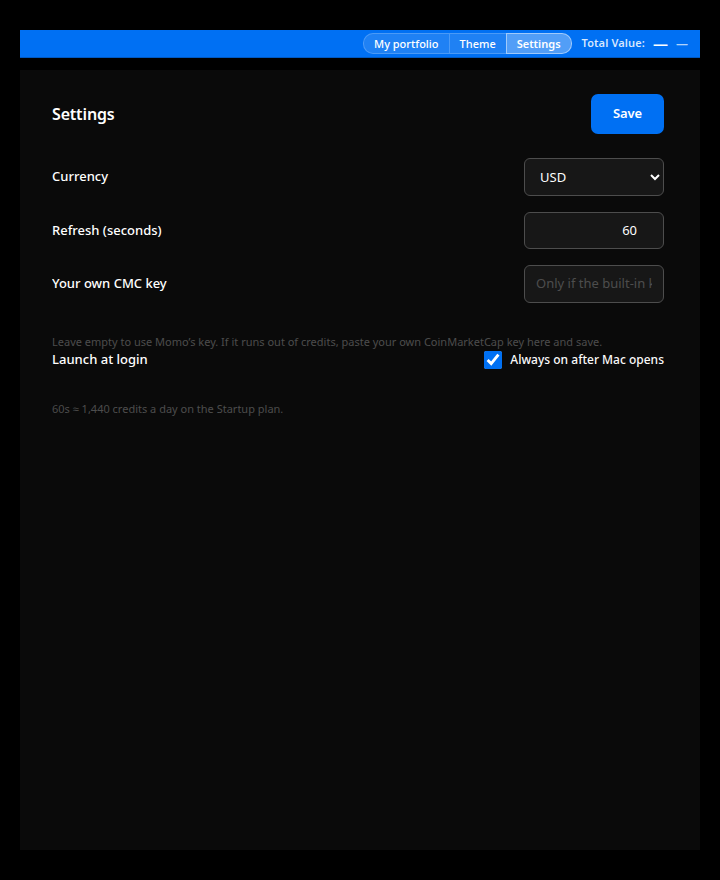 My portfolio Theme Settings Total Value: — —
Settings Save
Currency USD
Refresh (seconds) 60
Your own CMC key Only if the built-in
Leave empty to use Momo's key. If it runs out of credits, paste your own CoinMarketCap key here and save.
Launch at login Always on after Mac opens
60s ≈ 1,440 credits a day on the Startup plan.